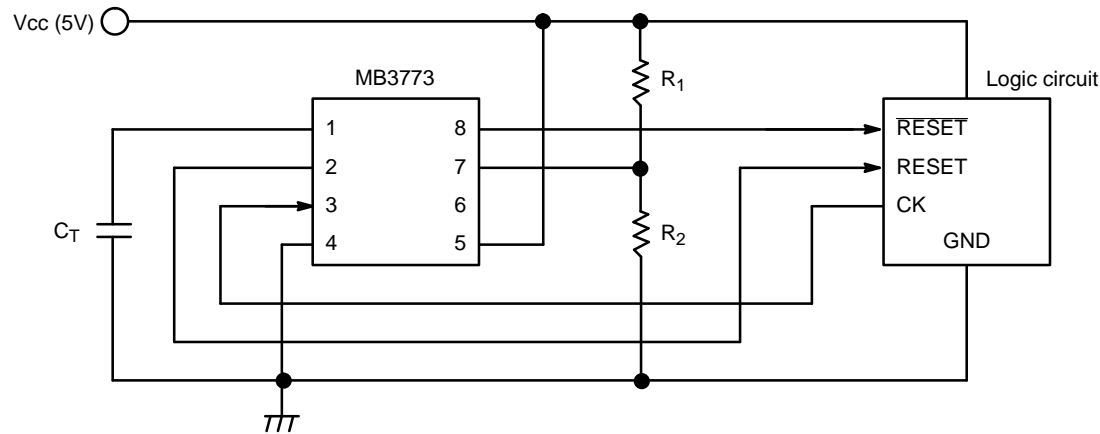 Vcc (5V)
MB3773
R1
Logic circuit
1
8
RESET
2
7
RESET
3
6
CK
CT
4
5
R2
GND